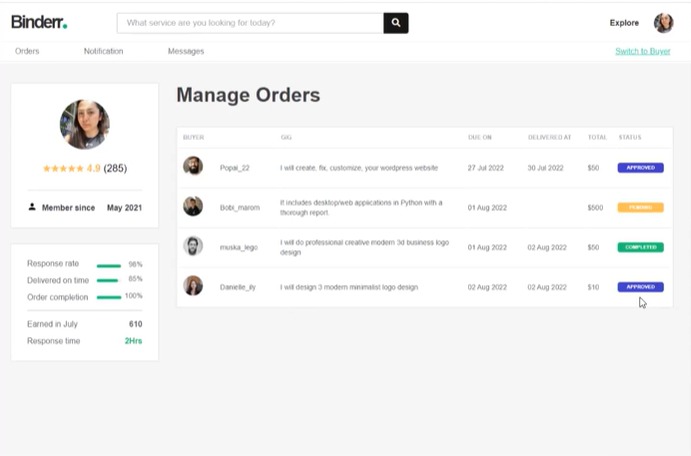 Binderr.
What service are you looking for today?
Explore
Orders
Notification
Messages
Switch to Buyer
★★★★★ 4.9 (285)
Member since May 2021
Response rate 98%
Delivered on time 85%
Order completion 100%
Earned in July 610
Response time 2Hrs
Manage Orders
BUYER GIG DUE ON DELIVERED AT TOTAL STATUS
Popai_22 I will create, fix, customize, your wordpress website 27 Jul 2022 30 Jul 2022 $50 APPROVED
Bobi_marom It includes desktop/web applications in Python with a
thorough report. 01 Aug 2022 $500 PENDING
muska_lego I will do professional creative modern 3d business logo
design 01 Aug 2022 02 Aug 2022 $50 COMPLETED
Danielle_ily I will design 3 modern minimalist logo design 02 Aug 2022 02 Aug 2022 $10 APPROVED